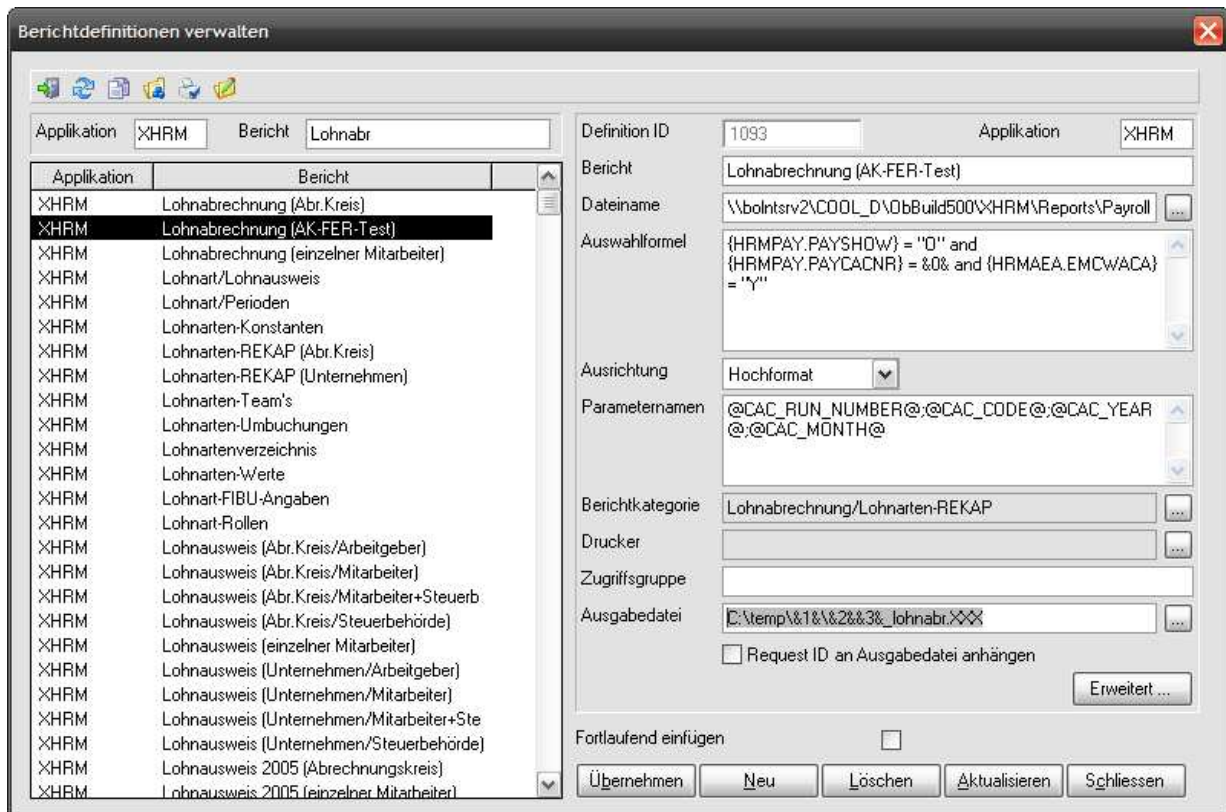 Berichtdefinitionen verwalten
Applikation XHRM Bericht Lohnabr
Applikation Bericht
XHRM Lohnabrechnung (Abr.Kreis)
XHRM Lohnabrechnung (AK-FER-Test)
XHRM Lohnabrechnung (einzelner Mitarbeiter)
XHRM Lohnart/Lohnausweis
XHRM Lohnart/Perioden
XHRM Lohnarten-Konstanten
XHRM Lohnarten-REKAP (Abr.Kreis)
XHRM Lohnarten-REKAP (Unternehmen)
XHRM Lohnarten-Team's
XHRM Lohnarten-Umbuchungen
XHRM Lohnartenverzeichnis
XHRM Lohnarten-Werte
XHRM Lohnart-FIBU-Angaben
XHRM Lohnart-Rollen
XHRM Lohnausweis (Abr.Kreis/Arbeitgeber)
XHRM Lohnausweis (Abr.Kreis/Mitarbeiter)
XHRM Lohnausweis (Abr.Kreis/Mitarbeiter+Steuerb
XHRM Lohnausweis (Abr.Kreis/Steuerbehörde)
XHRM Lohnausweis (einzelner Mitarbeiter)
XHRM Lohnausweis (Unternehmen/Arbeitgeber)
XHRM Lohnausweis (Unternehmen/Mitarbeiter)
XHRM Lohnausweis (Unternehmen/Mitarbeiter+Ste
XHRM Lohnausweis (Unternehmen/Steuerbehörde)
XHRM Lohnausweis 2005 (Abrechnungskreis)
XHRM Lohnausweis 2005 (einzelner Mitarbeiter)
Definition ID 1093 Applikation XHRM
Bericht Lohnabrechnung (AK-FER-Test)
Dateiname \\bolntsrv2\COOL_D\ObBuild500\XHRM\Reports\Payroll ...
Auswahlformel {HRMPAY.PAYSHOW} = "O" and
{HRMPAY.PAYCACNR} = &0& and {HRMAEA.EMCWACA}
= "Y"
Ausrichtung Hochformat
Parameternamen @CAC_RUN_NUMBER@;@CAC_CODE@;@CAC_YEAR
@;@CAC_MONTH@
Berichtkategorie Lohnabrechnung/Lohnarten-REKAP ...
Drucker ...
Zugriffsgruppe
Ausgabedatei C:\temp\&1&\&2&&3&_lohnabr.XXX ...
Request ID an Ausgabedatei anhängen
Erweitert ...
Fortlaufend einfügen
Übernehmen Neu Löschen Aktualisieren Schliessen